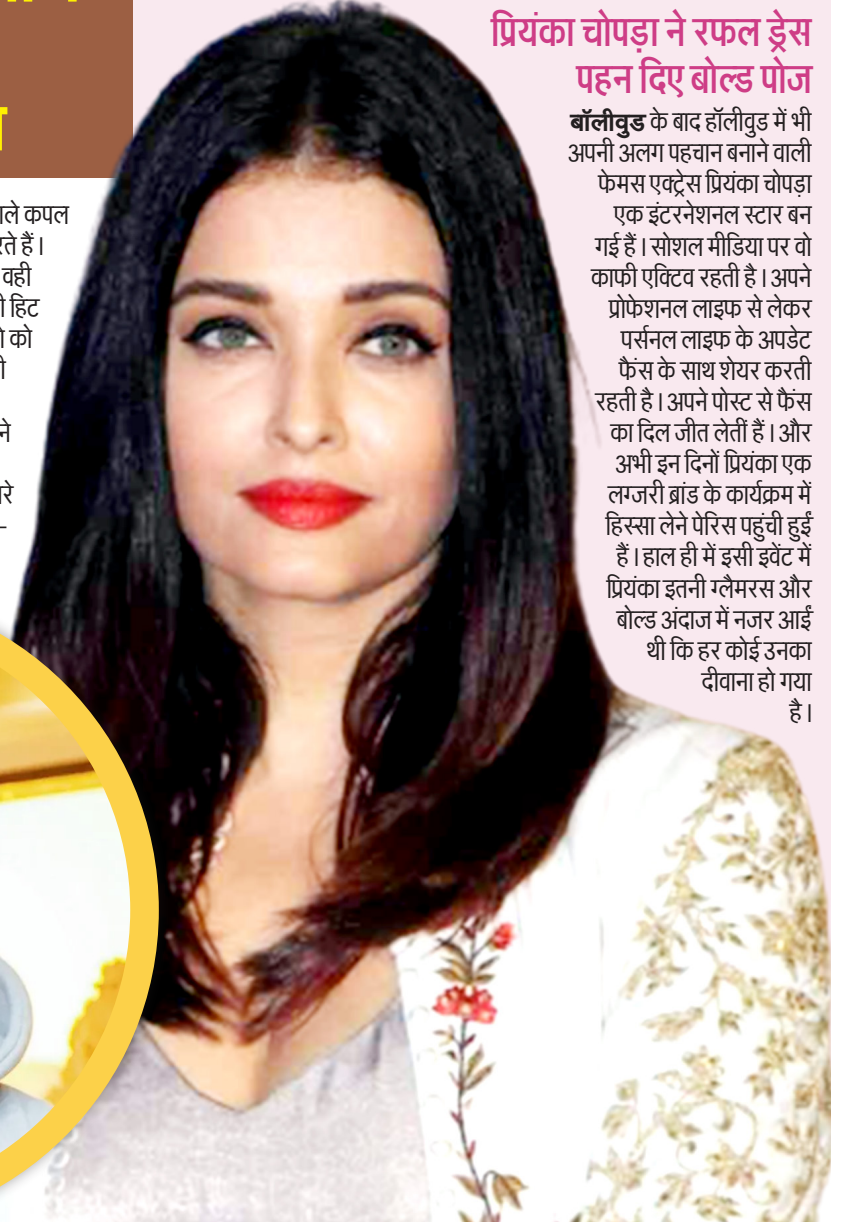 प्रियंका चोपड़ा ने रफल ड्रेस
पहन दिए बोल्ड पोज
बॉलीवुड के बाद हॉलीवुड में भी
अपनी अलग पहचान बनाने वाली
फेमस एक्ट्रेस प्रियंका चोपड़ा
एक इंटरनेशनल स्टार बन
गई हैं। सोशल मीडिया पर वो
काफी एक्टिव रहती है। अपने
प्रोफेशनल लाइफ से लेकर
पर्सनल लाइफ के अपडेट
फैंस के साथ शेयर करती
रहती है। अपने पोस्ट से फैंस
का दिल जीत लेतीं हैं। और
अभी इन दिनों प्रियंका एक
लग्जरी ब्रांड के कार्यक्रम में
हिस्सा लेने पेरिस पहुंची हुईं
हैं। हाल ही में इसी इवेंट में
प्रियंका इतनी ग्लैमरस और
बोल्ड अंदाज में नजर आईं
थी कि हर कोई उनका
दीवाना हो गया
है।
कपल
हैं।
वही
हिट
को